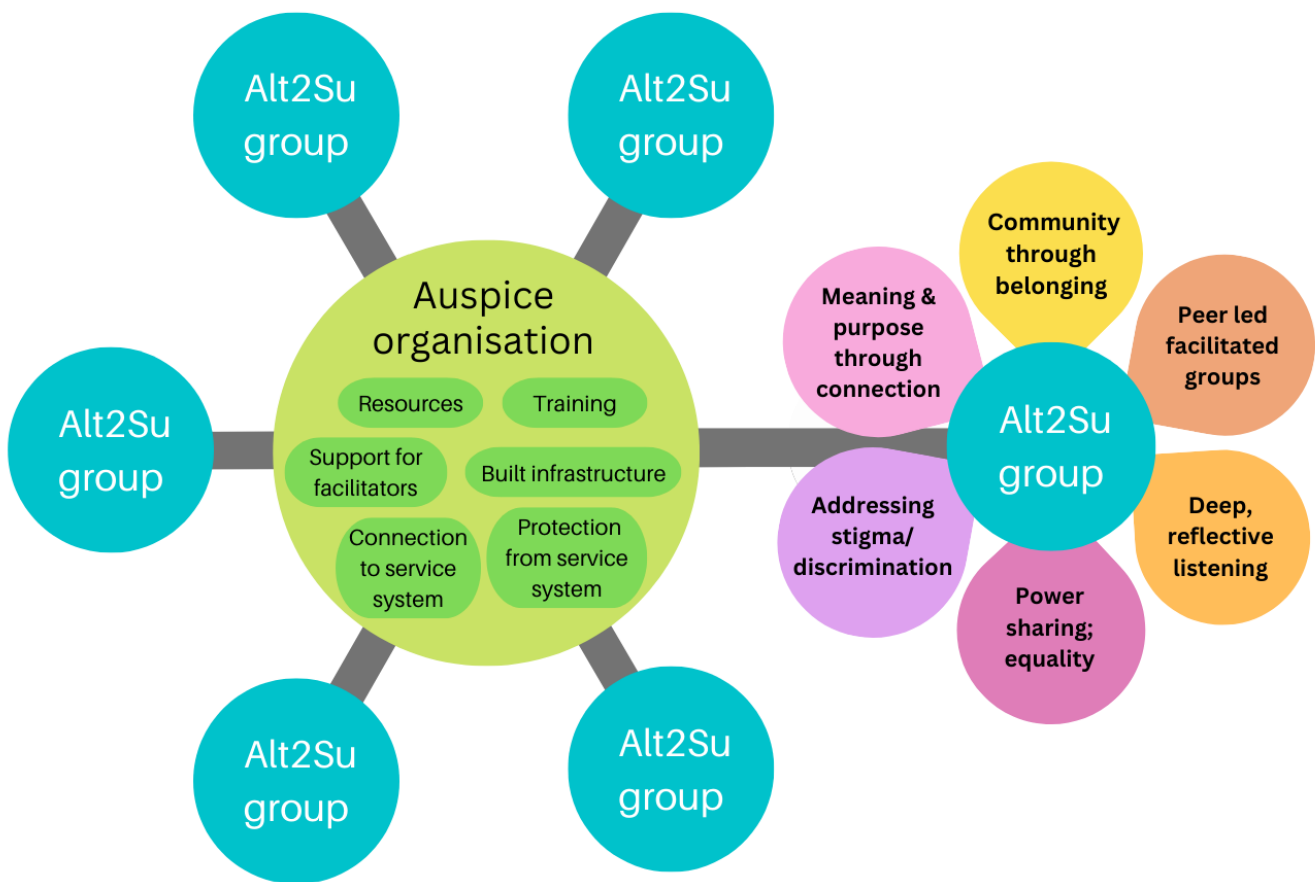 Alt2Su
group
Alt2Su
group
Alt2Su
group
Auspice
organisation
Resources
Training
Support for
facilitators
Built infrastructure
Connection
to service
system
Protection
from service
system
Alt2Su
group
Alt2Su
group
Community
through
belonging
Meaning &
purpose
through
connection
Peer led
facilitated
groups
Alt2Su
group
Addressing
stigma/
discrimination
Deep,
reflective
listening
Power
sharing;
equality